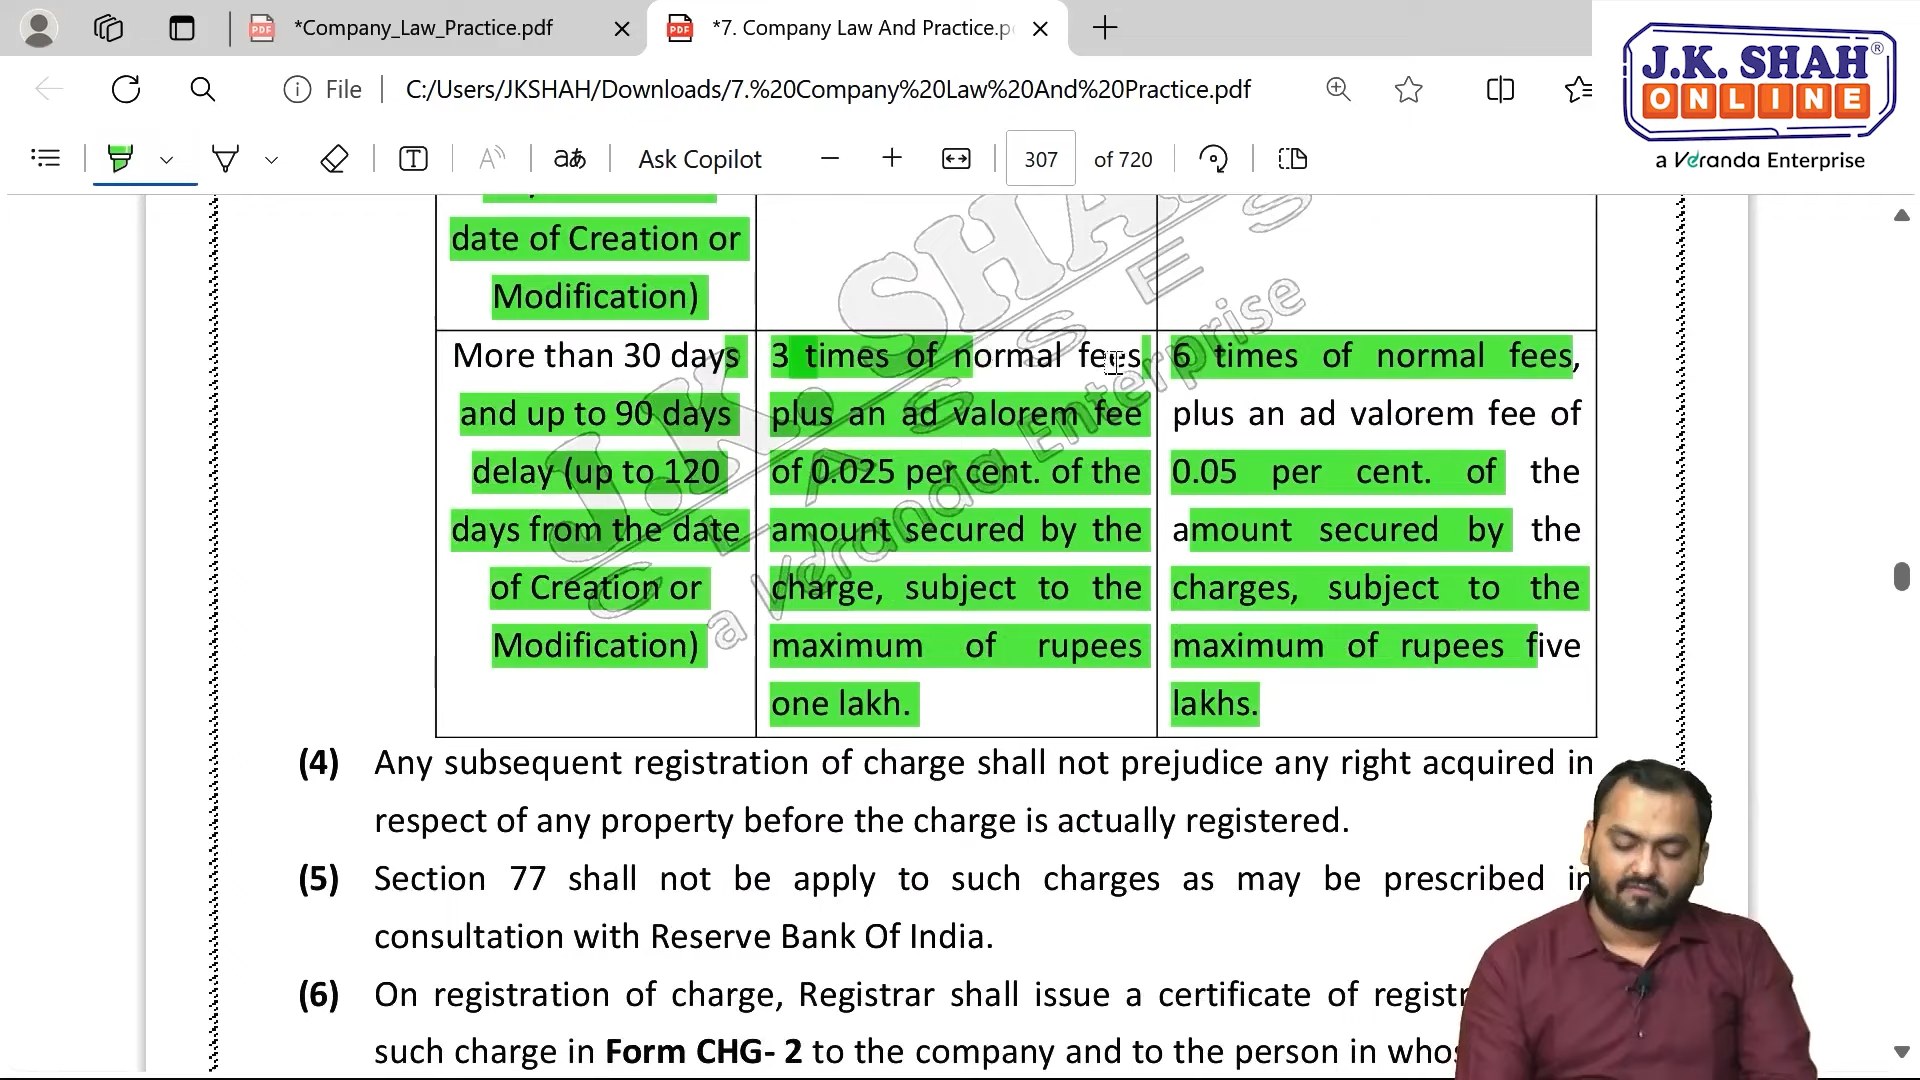 *Company_Law_Practice.pdf
*7. Company Law And Practice.p
File
C:/Users/JKSHAH/Downloads/7.%20Company%20Law%20And%20Practice.pdf
J.K. SHAH®
ONLINE
a Veranda Enterprise
Ask Copilot
307 of 720
date of Creation or
Modification)
More than 30 days
and up to 90 days
delay (up to 120
days from the date
of Creation or
Modification)
3 times of normal fees,
plus an ad valorem fee
of 0.025 per cent. of the
amount secured by the
charge, subject to the
maximum of rupees
one lakh.
6 times of normal fees,
plus an ad valorem fee of
0.05 per cent. of the
amount secured by the
charges, subject to the
maximum of rupees five
lakhs.
(4) Any subsequent registration of charge shall not prejudice any right acquired in
respect of any property before the charge is actually registered.
(5) Section 77 shall not be apply to such charges as may be prescribed in
consultation with Reserve Bank Of India.
(6) On registration of charge, Registrar shall issue a certificate of regist
such charge in Form CHG- 2 to the company and to the person in whos
J.K. SHAH
CLASSES
a Veranda Enterprise